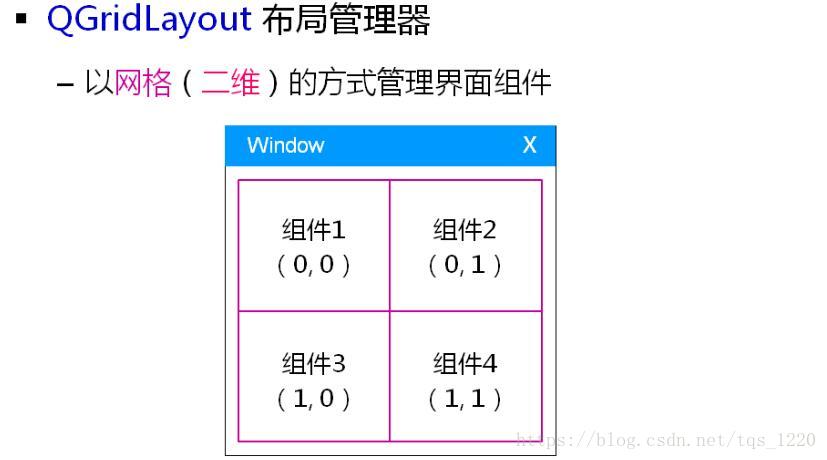 ▪ QGridLayout 布局管理器
– 以网格（二维）的方式管理界面组件
Window X
组件1 组件2
（0, 0） （0, 1）
组件3 组件4
（1, 0） （1, 1）
https://blog.csdn.net/tqs_1220